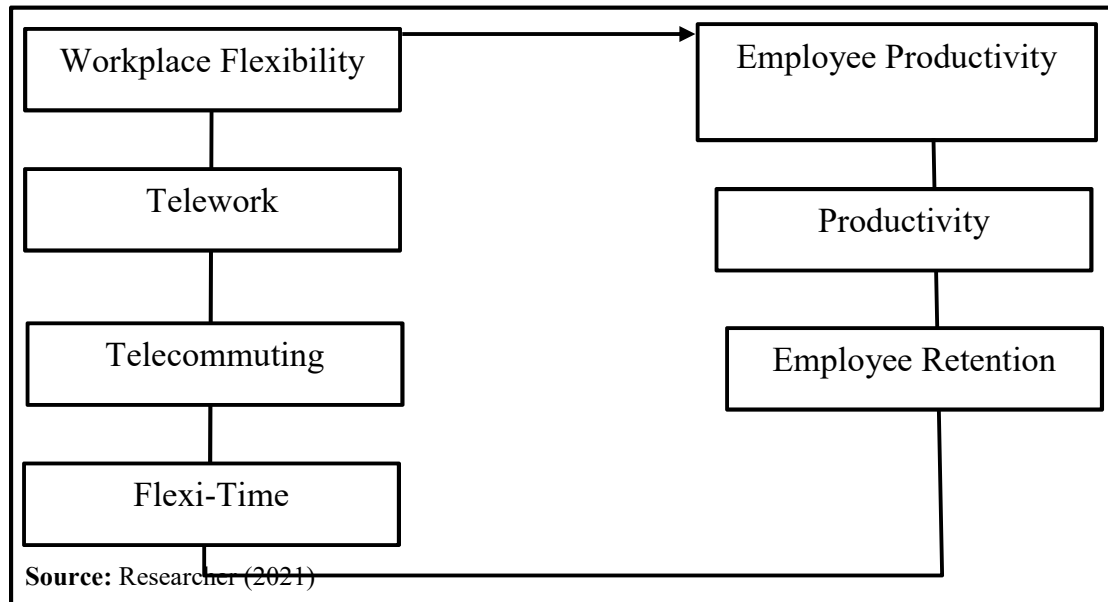 Workplace Flexibility
Employee Productivity
Telework
Productivity
Telecommuting
Employee Retention
Flexi-Time
Source: Researcher (2021)